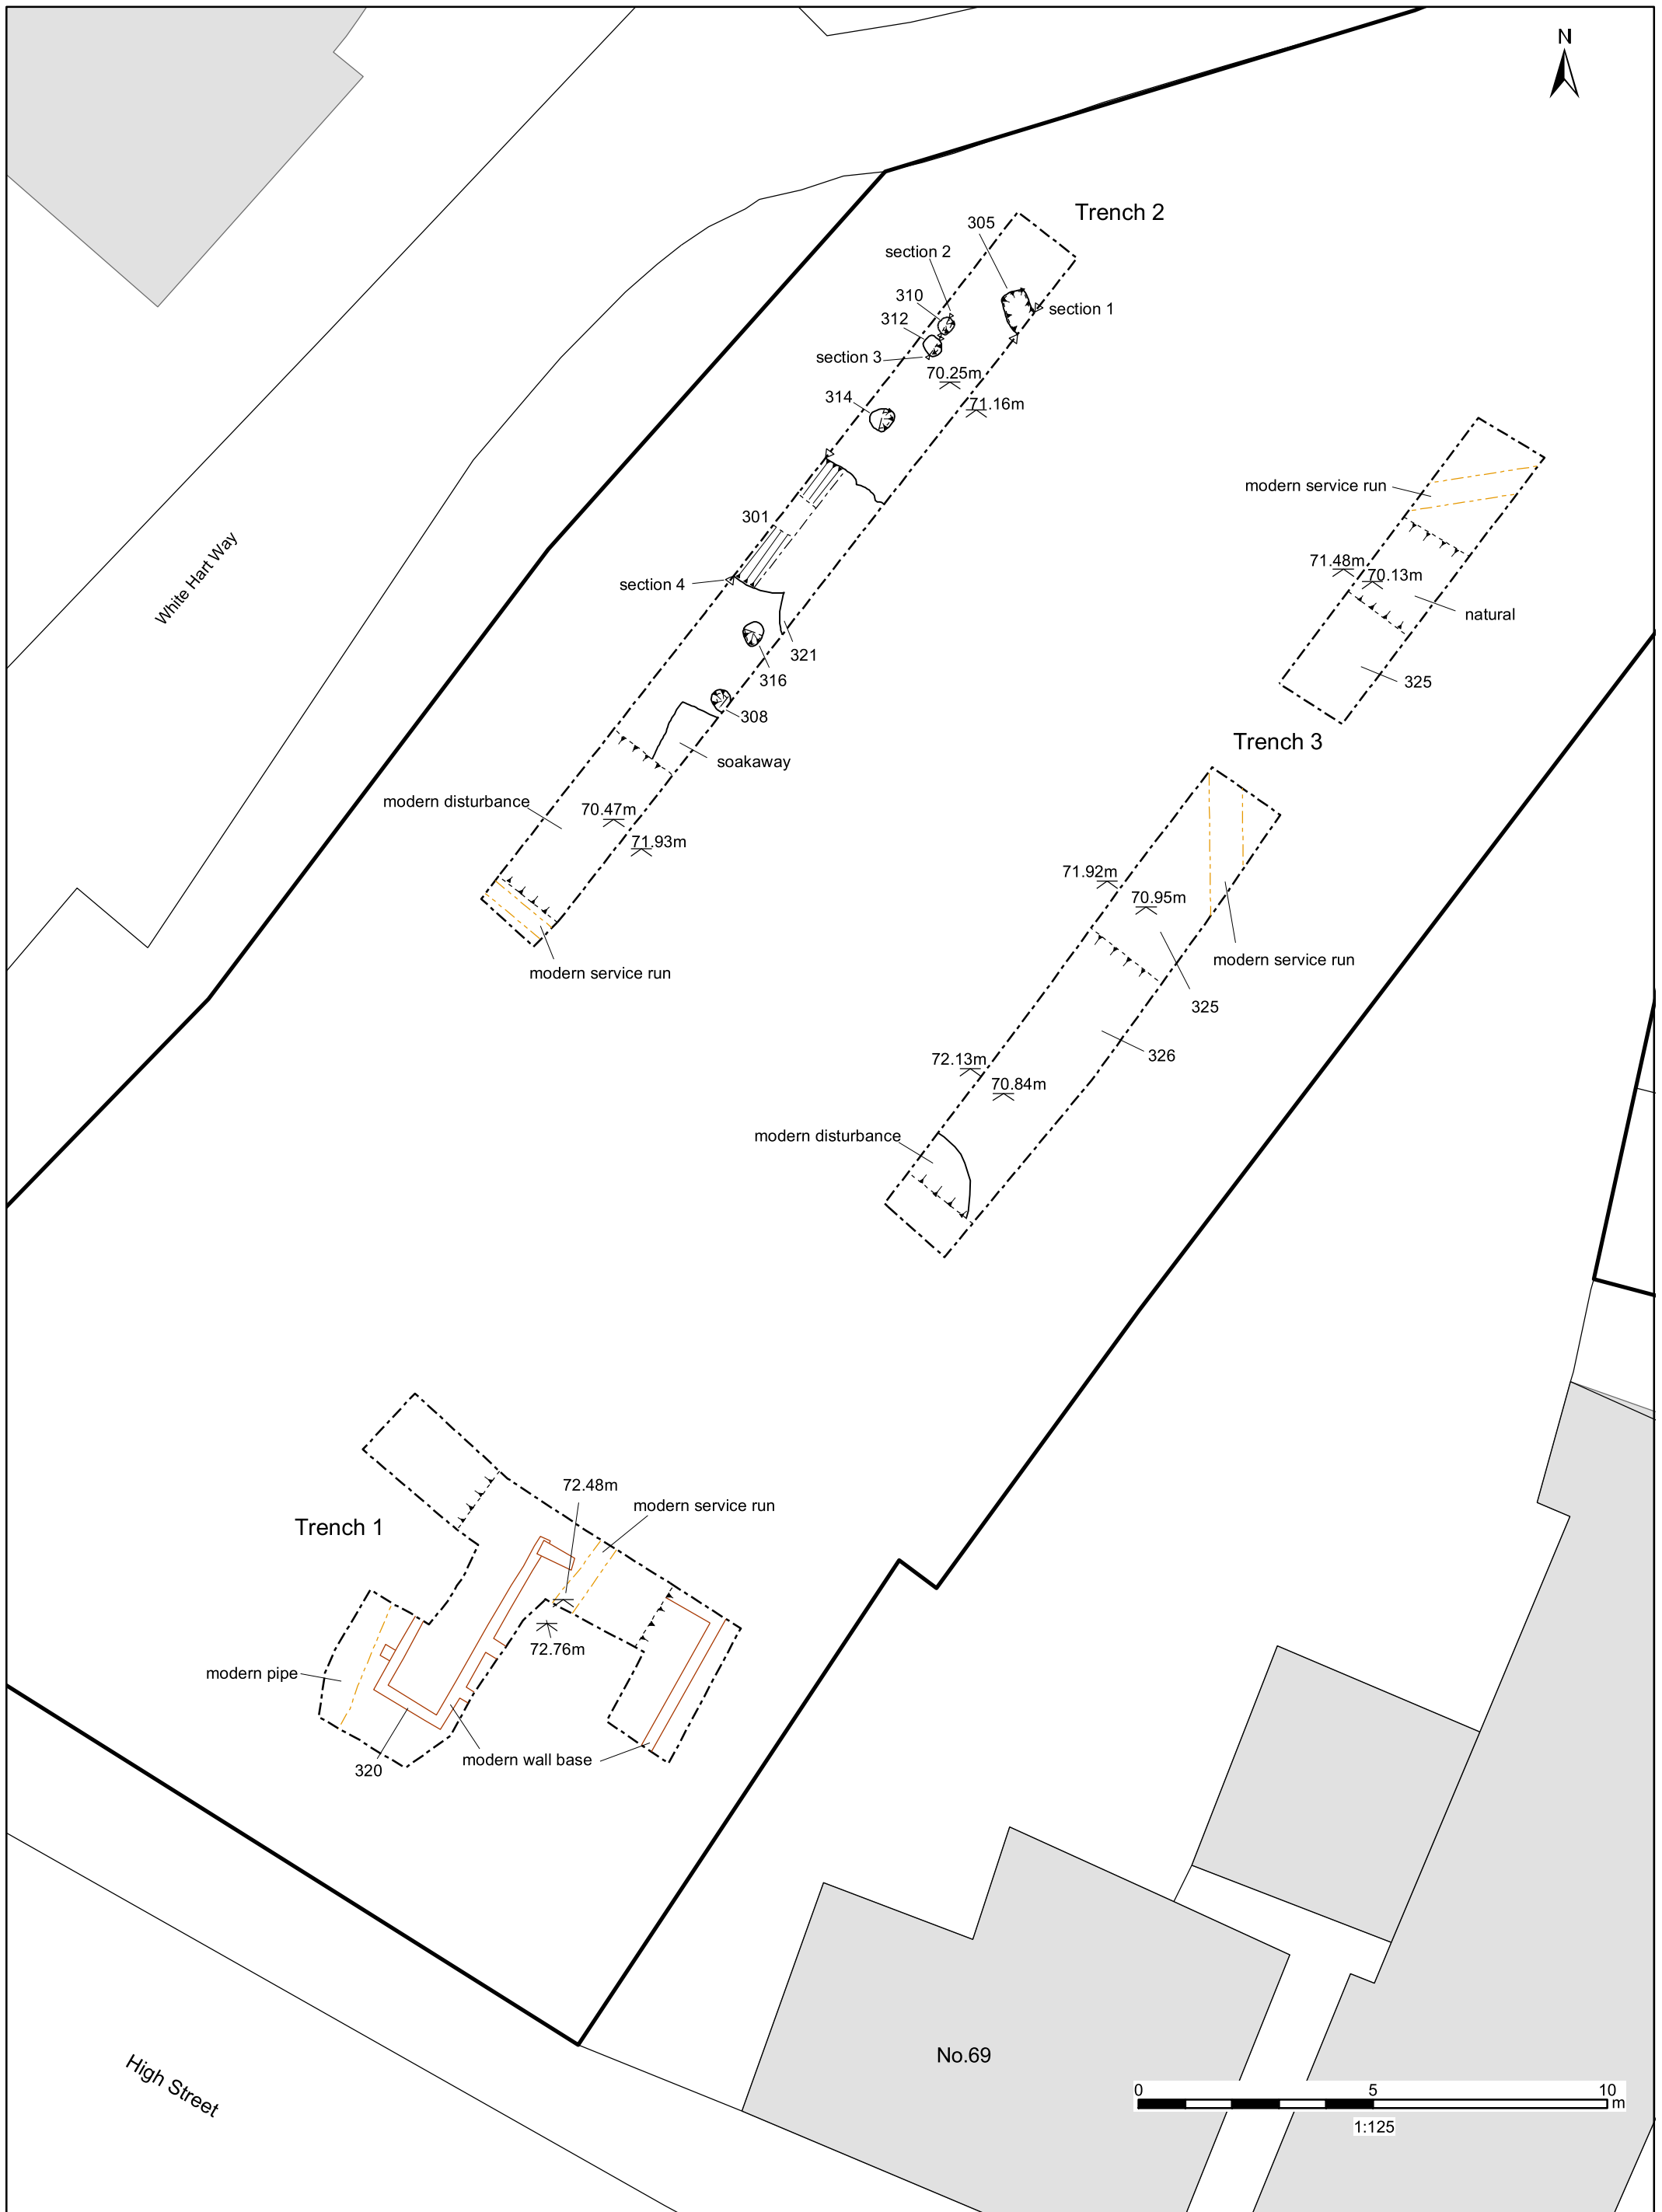 N
Trench 2
305
section 2
310
section 1
312
section 3
70.25m
314
71.16m
modern service run
301
White Hart Way
71.48m
70.13m
section 4
natural
321
316
325
308
Trench 3
soakaway
modern disturbance
70.47m
71.93m
71.92m
70.95m
modern service run
modern service run
325
326
72.13m
70.84m
modern disturbance
72.48m
modern service run
Trench 1
72.76m
modern pipe
modern wall base
320
No.69
High Street
0 5 10
m
1:125